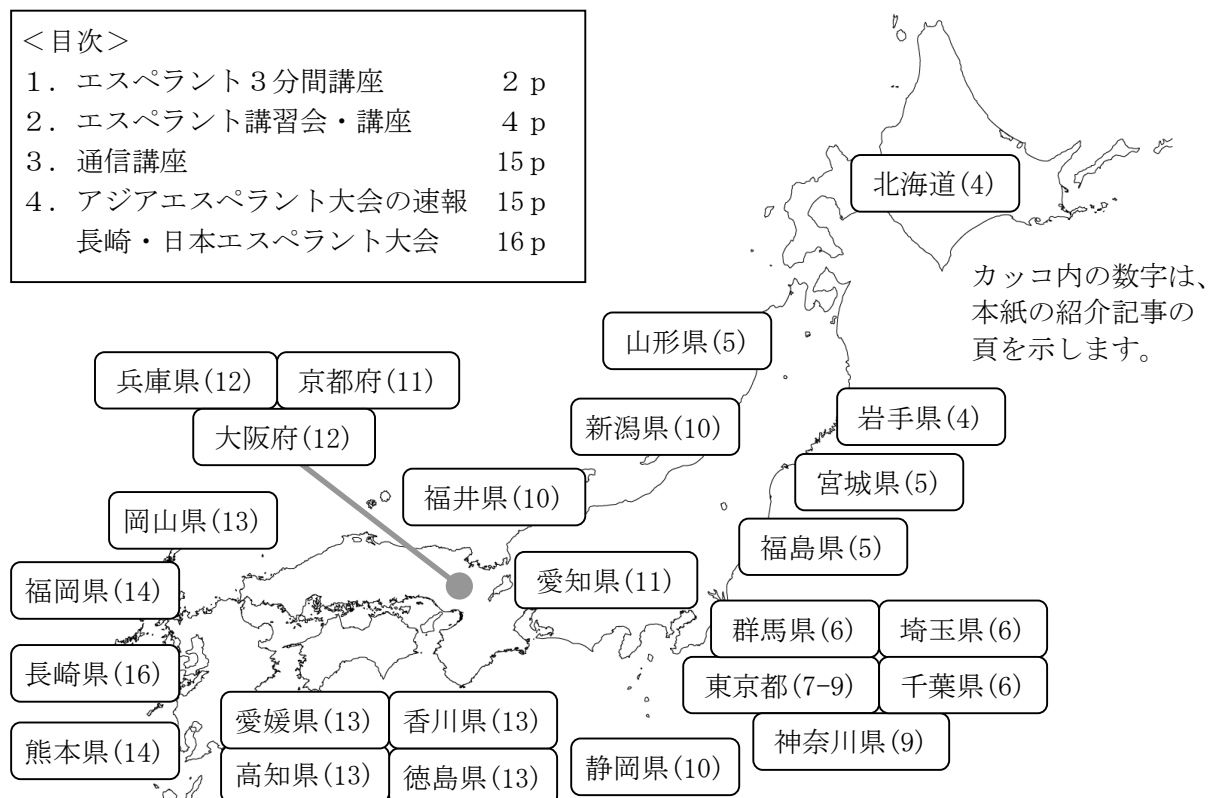 ＜目次＞
１．エスペラント３分間講座　２ｐ
２．エスペラント講習会・講座　４ｐ
３．通信講座　15ｐ
４．アジアエスペラント大会の速報　15ｐ
長崎・日本エスペラント大会　16ｐ
北海道(4)
カッコ内の数字は、
本紙の紹介記事の
頁を示します。
山形県(5)
兵庫県(12)
京都府(11)
大阪府(12)
新潟県(10)
岩手県(4)
宮城県(5)
福井県(10)
岡山県(13)
福島県(5)
福岡県(14)
愛知県(11)
群馬県(6)
埼玉県(6)
長崎県(16)
東京都(7-9)
千葉県(6)
愛媛県(13)
香川県(13)
神奈川県(9)
熊本県(14)
高知県(13)
徳島県(13)
静岡県(10)